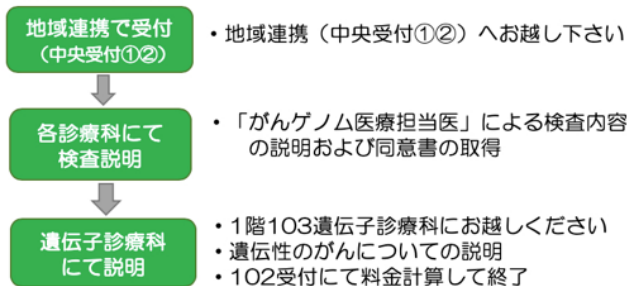 地域連携で受付
(中央受付①②)
・地域連携（中央受付①②）へお越し下さい
各診療科にて
検査説明
・「がんゲノム医療担当医」による検査内容
の説明および同意書の取得
遺伝子診療科
にて説明
・1階103遺伝子診療科にお越しください
・遺伝性のがんについての説明
・102受付にて料金計算して終了